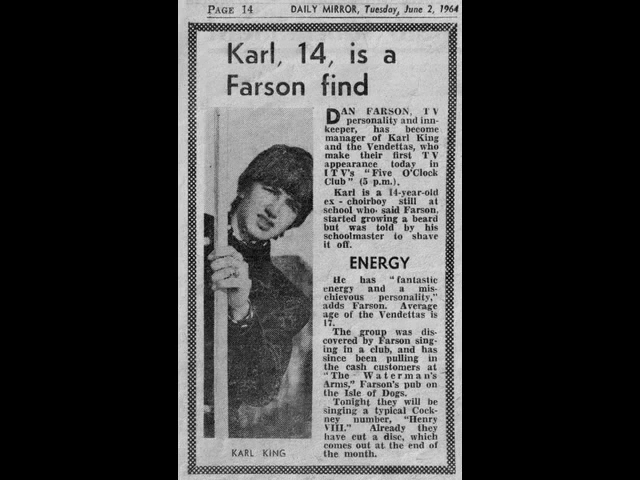 PAGE 14 DAILY MIRROR, Tuesday, June 2, 1964
Karl, 14, is a
Farson find
DAN FARSON, TV
personality and inn-
keeper, has become
manager of Karl King
and the Vendettas, who
make their first TV
appearance today in
ITV's "Five O'Clock
Club" (5 p.m.).
Karl is a 14-year-old
ex-choirboy still at
school who, said Farson,
started growing a beard
but was told by his
schoolmaster to shave
it off.
ENERGY
He has "fantastic
energy and a mis-
chievous personality,"
adds Farson. Average
age of the Vendettas is
17.
The group was dis-
covered by Farson sing-
ing in a club, and has
since been pulling in
the cash customers at
"The Waterman's
Arms," Farson's pub on
the Isle of Dogs.
Tonight they will be
singing a typical Cock-
ney number, "Henry
VIII." Already they
have cut a disc, which
comes out at the end of
the month.
KARL KING